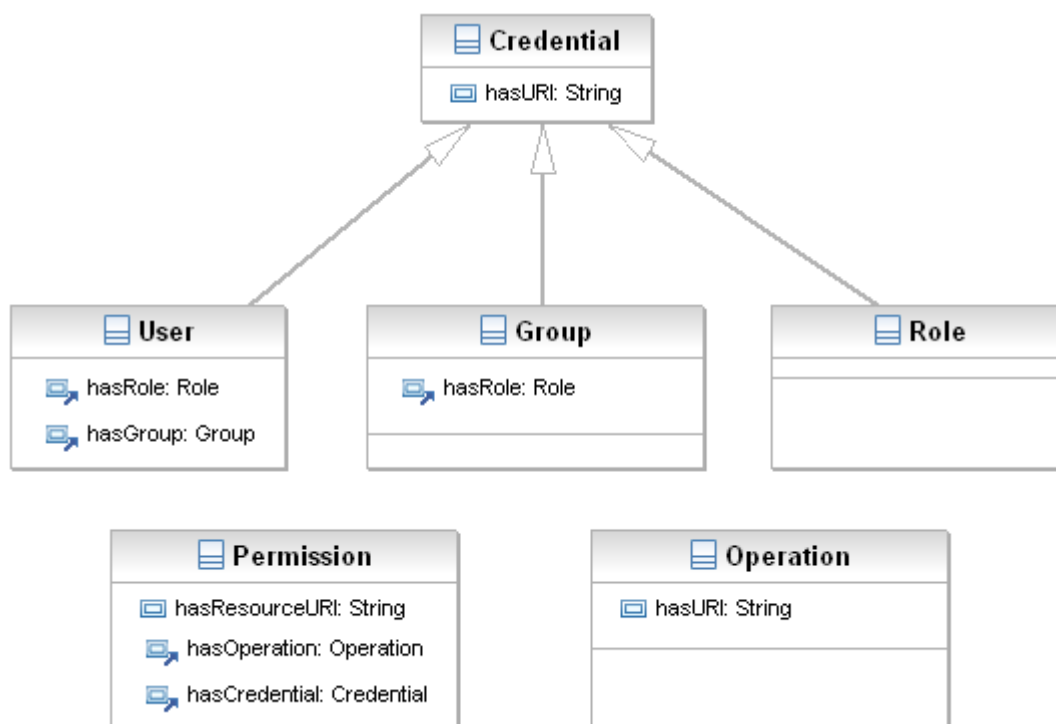 Credential
hasURI: String
User
hasRole: Role
hasGroup: Group
Group
hasRole: Role
Role
Permission
hasResourceURI: String
hasOperation: Operation
hasCredential: Credential
Operation
hasURI: String